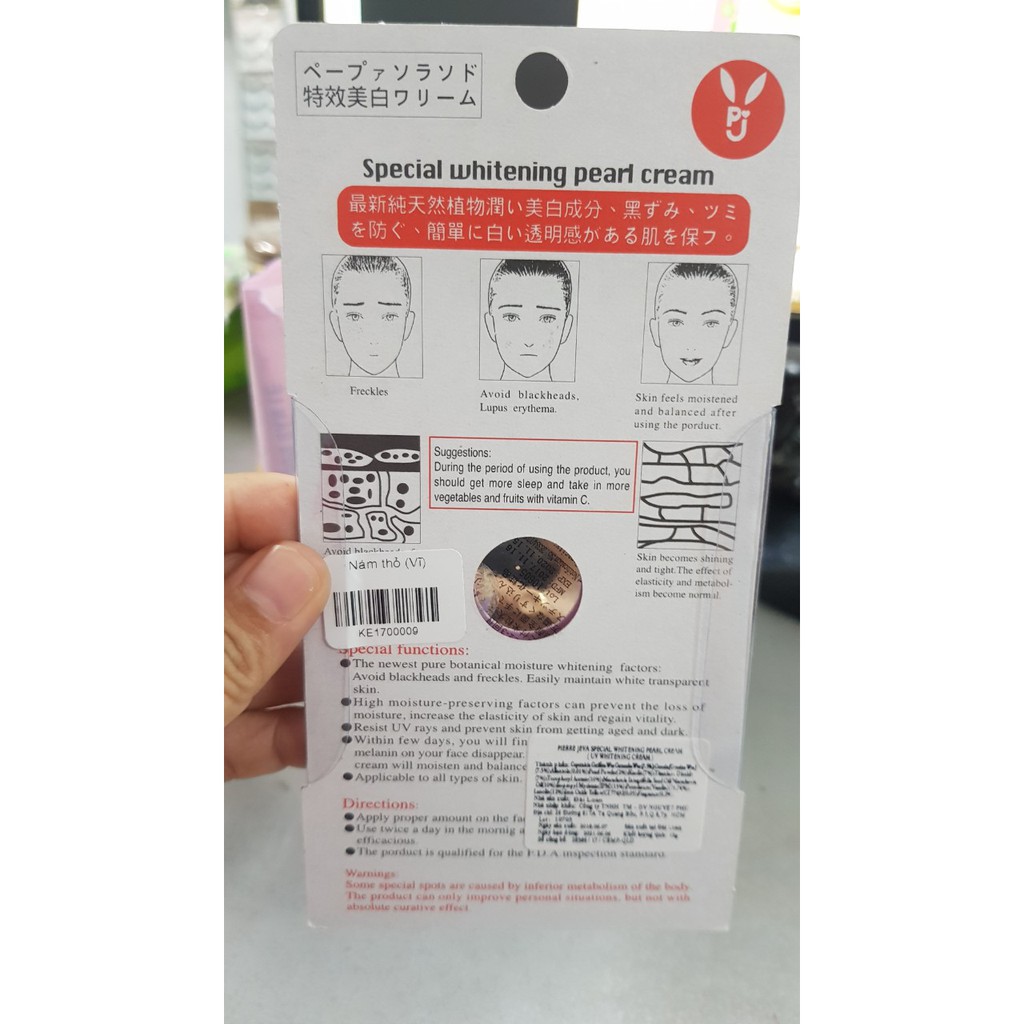 ペープァソラソド
特效美白ワリーム
PJ
Special whitening pearl cream
最新純天然植物潤い美白成分、黑ずみ、ツミ
を防ぐ、簡單に白い透明感がある肌を保フ。
Freckles
Avoid blackheads,
Lupus erythema.
Skin feels moistened
and balanced after
using the porduct.
Suggestions:
During the period of using the product, you
should get more sleep and take in more
vegetables and fruits with vitamin C.
Avoid
Skin becomes shining
and tight.The effect of
elasticity and metabol-
ism become normal.
Nám thỏ (VỈ)
KE1700009
Special functions:
●The newest pure botanical moisture whitening factors:
Avoid blackheads and freckles. Easily maintain white transparent
skin.
●High moisture-preserving factors can prevent the loss of
moisture, increase the elasticity of skin and regain vitality.
●Resist UV rays and prevent skin from getting aged and dark.
●Within few days, you will fin
melanin on your face disappear.
cream will moisten and balance
●Applicable to all types of skin.
PIERRE JEVA SPECIAL WHITENING PEARL CREAM
( UV WHITENING CREAM )
Directions:
●Apply proper amount on the fac
●Use twice a day in the mornig a
efficacious.
●The porduct is qualified for the F.D.A inspection standard.
Warnings:
Some special spots are caused by inferior metabolism of the body.
The product can only improve personal situations, but not with
absolute curative effect.